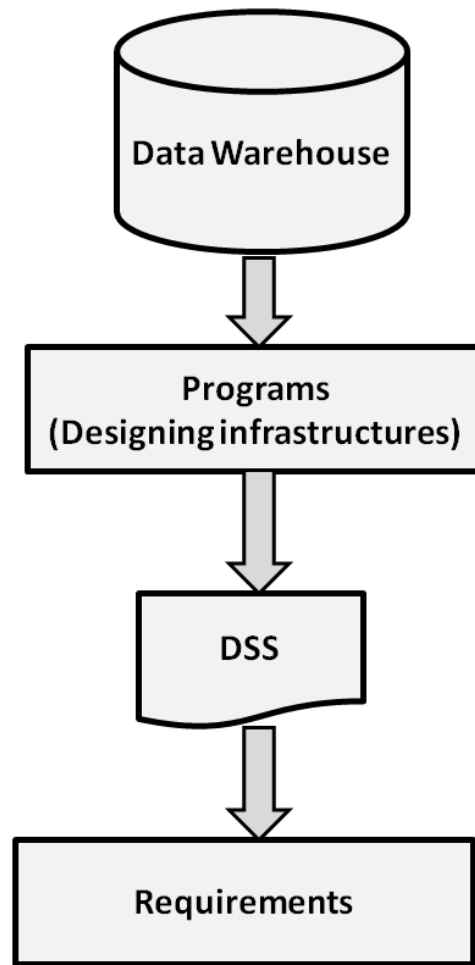 Data Warehouse
Programs
(Designing infrastructures)
DSS
Requirements